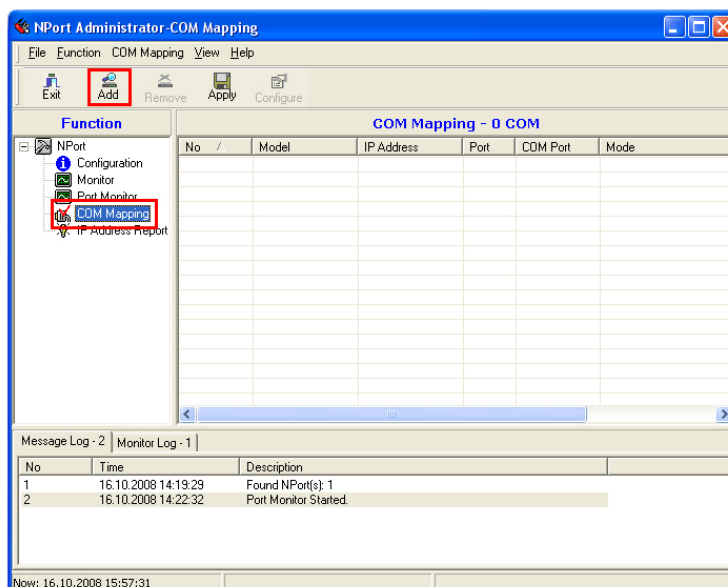 NPort Administrator-COM Mapping
File Function COM Mapping View Help
Exit Add Remove Apply Configure
Function
COM Mapping - 0 COM
NPort
Configuration
Monitor
Port Monitor
COM Mapping
IP Address Report
No Model IP Address Port COM Port Mode
Message Log - 2 Monitor Log - 1
No Time Description
1 16.10.2008 14:19:29 Found NPort(s): 1
2 16.10.2008 14:22:32 Port Monitor Started.
Now: 16.10.2008 15:57:31